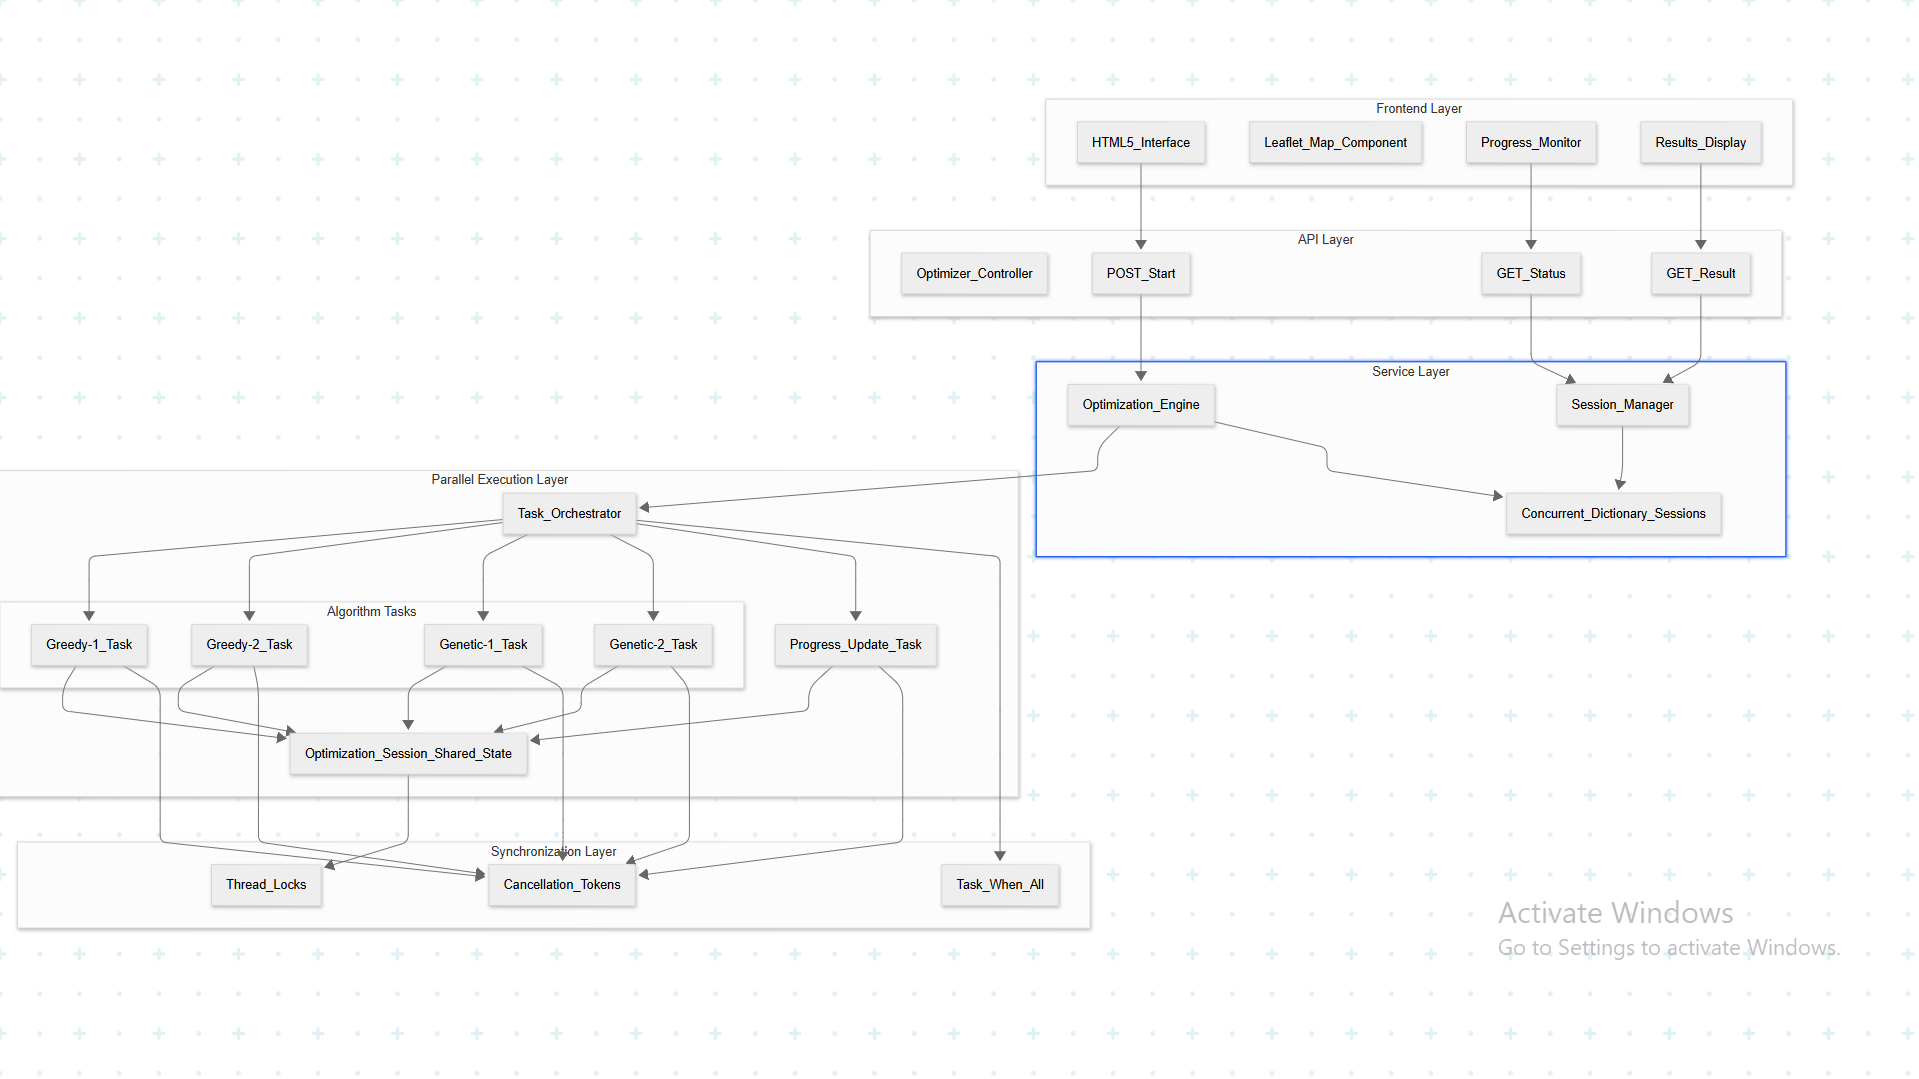 Frontend Layer
HTML5_Interface
Leaflet_Map_Component
Progress_Monitor
Results_Display
API Layer
Optimizer_Controller
POST_Start
GET_Status
GET_Result
Service Layer
Optimization_Engine
Session_Manager
Concurrent_Dictionary_Sessions
Parallel Execution Layer
Task_Orchestrator
Algorithm Tasks
Greedy-1_Task
Greedy-2_Task
Genetic-1_Task
Genetic-2_Task
Progress_Update_Task
Optimization_Session_Shared_State
Synchronization Layer
Thread_Locks
Cancellation_Tokens
Task_When_All
Activate Windows
Go to Settings to activate Windows.